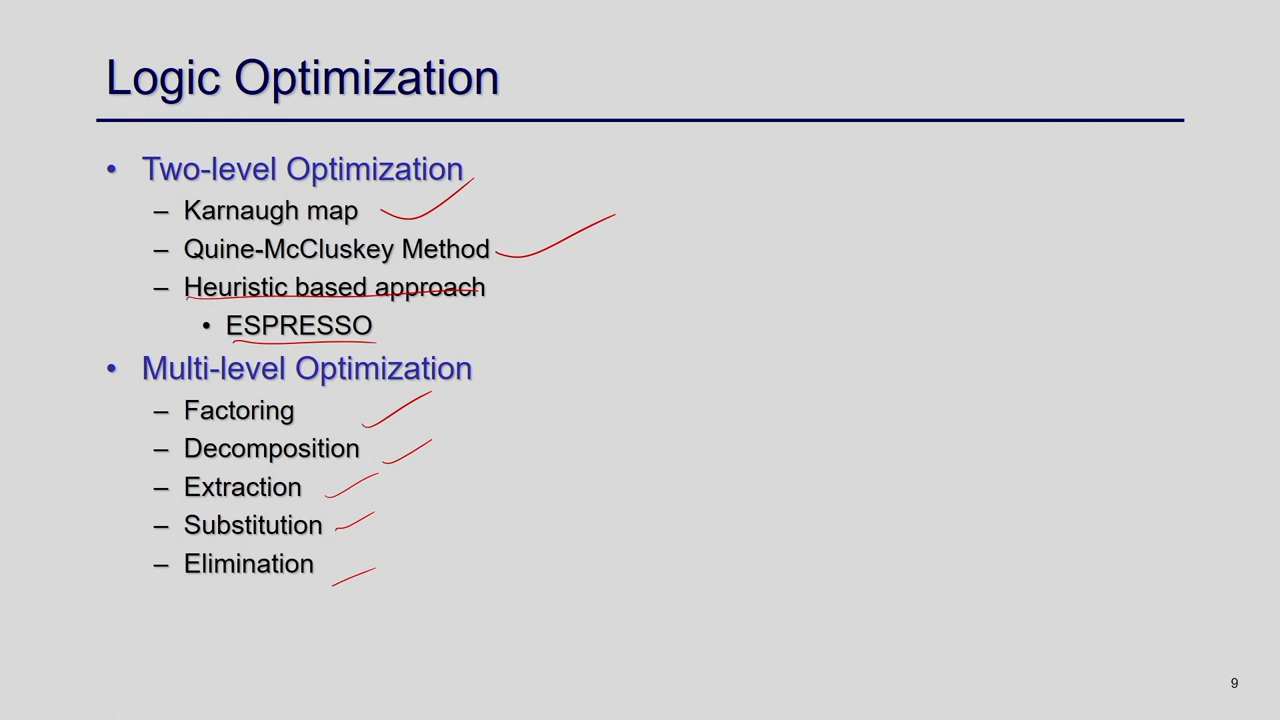 Logic Optimization
• Two-level Optimization
– Karnaugh map
– Quine-McCluskey Method
– Heuristic based approach
• ESPRESSO
• Multi-level Optimization
– Factoring
– Decomposition
– Extraction
– Substitution
– Elimination
9